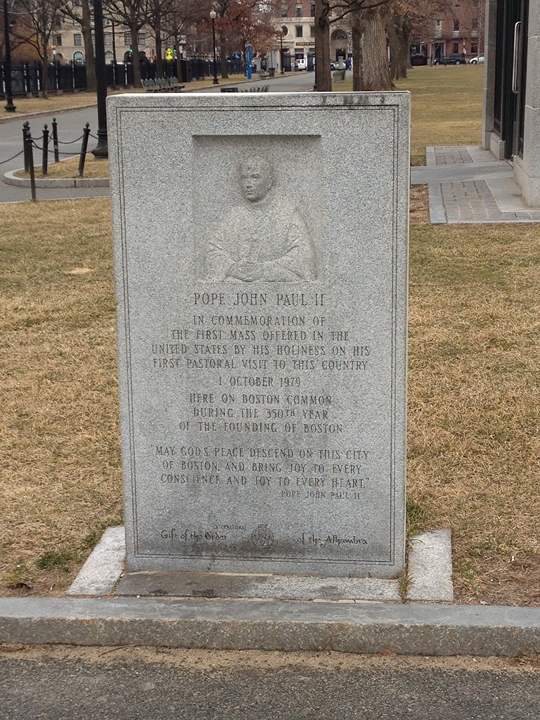 POPE JOHN PAUL II
IN COMMEMORATION OF
THE FIRST MASS OFFERED IN THE
UNITED STATES BY HIS HOLINESS ON HIS
FIRST PASTORAL VISIT TO THIS COUNTRY
1 OCTOBER 1979
HERE ON BOSTON COMMON
DURING THE 350TH YEAR
OF THE FOUNDING OF BOSTON
"MAY GOD'S PEACE DESCEND ON THIS CITY
OF BOSTON, AND BRING JOY TO EVERY
CONSCIENCE AND JOY TO EVERY HEART."
POPE JOHN PAUL II
Gift of the Order of the Alhambra